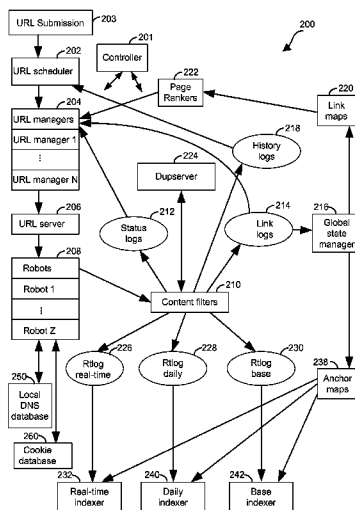 URL Submission
203
200
202
URL scheduler
201
Controller
204
URL managers
URL manager 1
⋮
URL manager N
222
Page
Rankers
220
Link
maps
218
History
logs
224
Dupserver
206
URL server
212
Status
logs
214
Link
logs
216
Global
state
manager
208
Robots
Robot 1
⋮
Robot Z
210
Content filters
226
Rtlog
real-time
228
Rtlog
daily
230
Rtlog
base
238
Anchor
maps
250
Local
DNS
database
260
Cookie
database
232
Real-time
indexer
240
Daily
indexer
242
Base
indexer